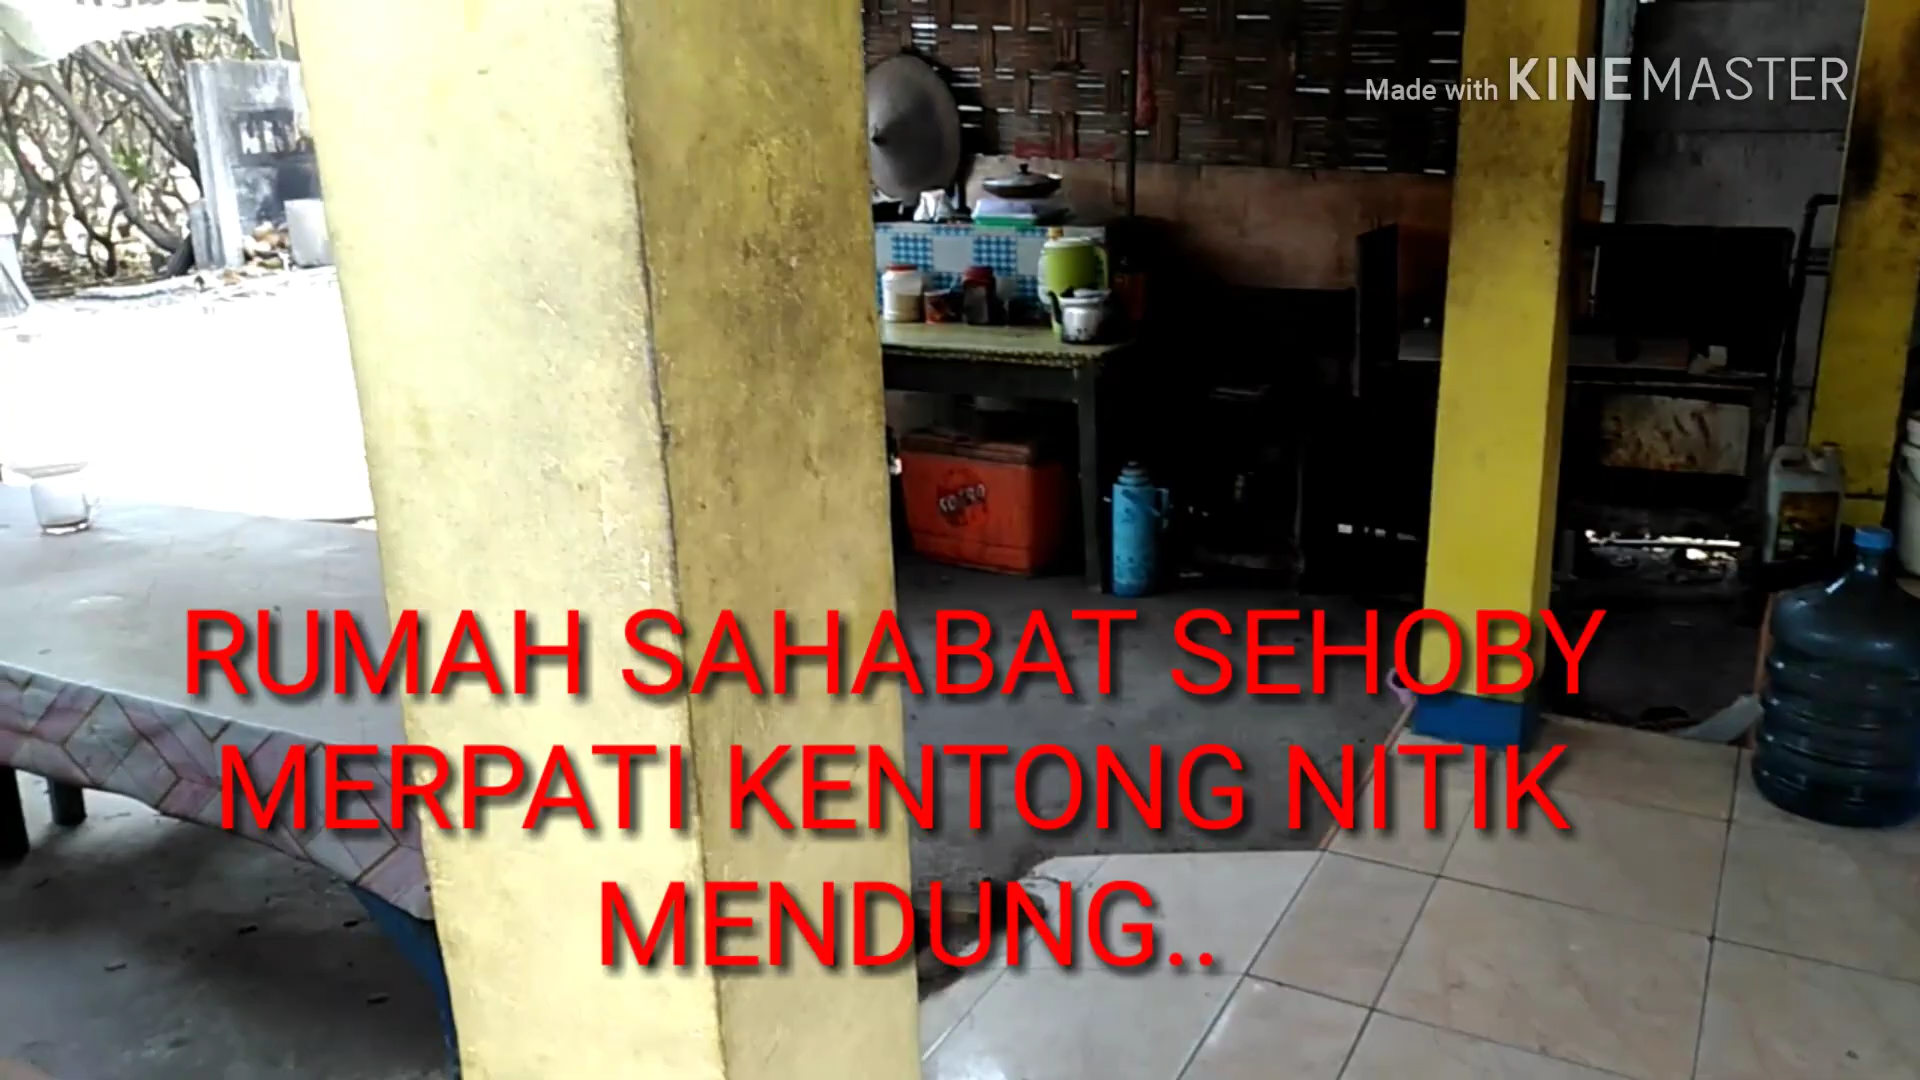 Made with KINEMASTER
RUMAH SAHABAT SEHOBY
MERPATI KENTONG NITIK
MENDUNG..